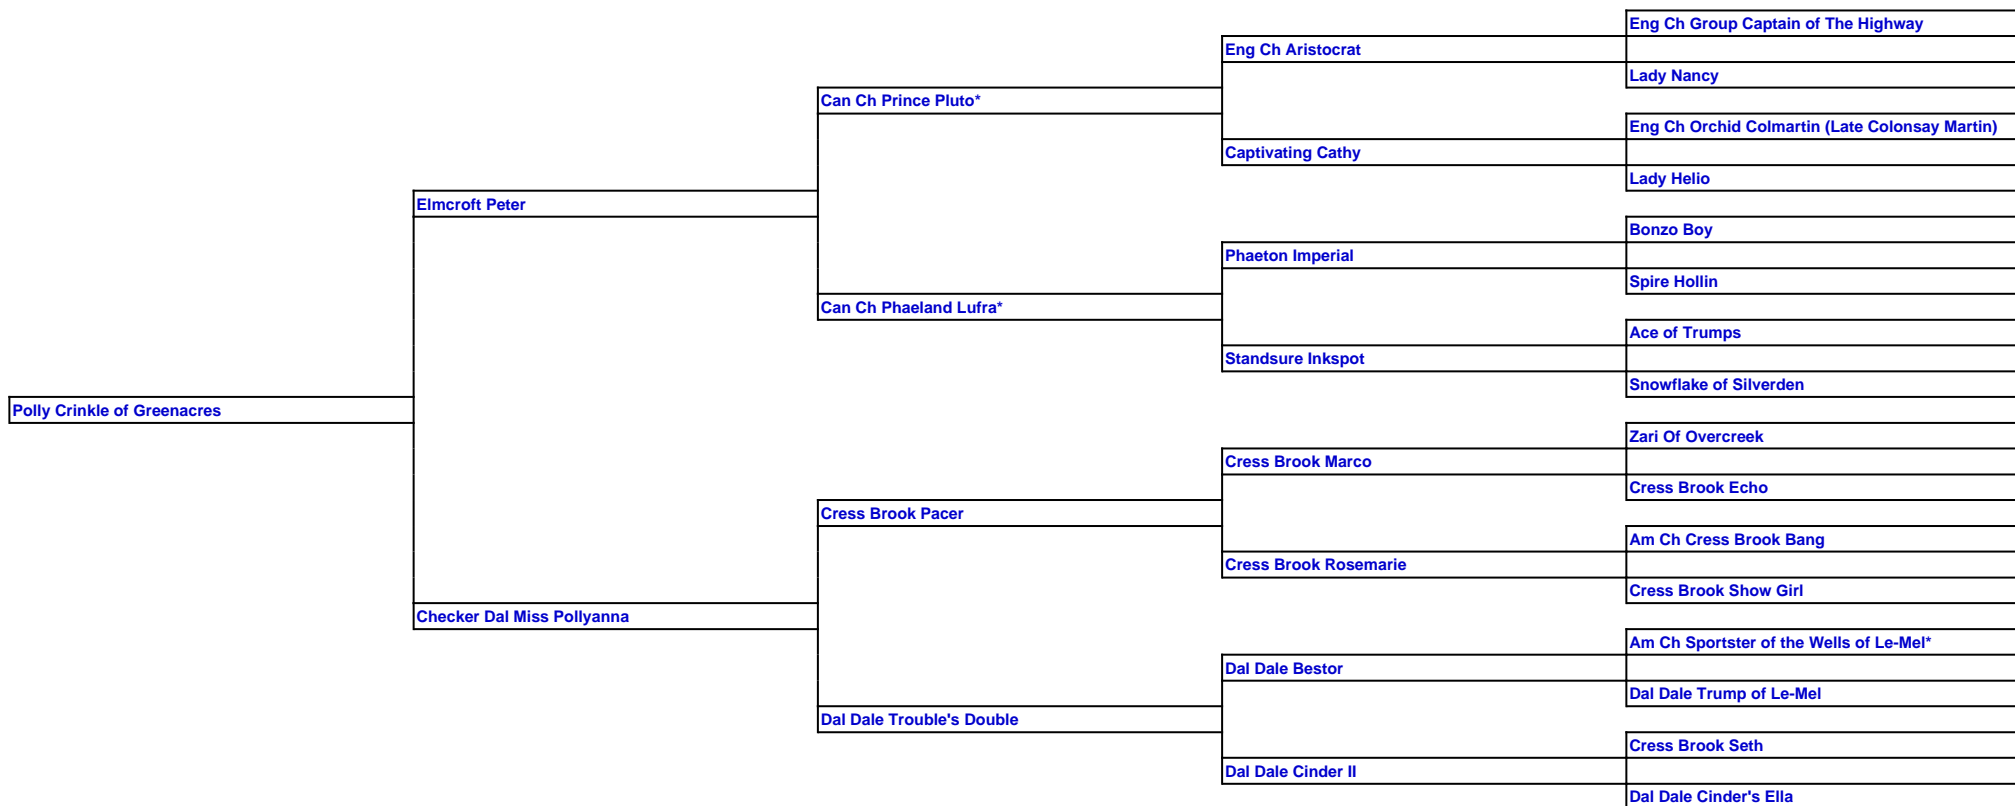 Eng Ch Group Captain of The Highway
Eng Ch Aristocrat
Lady Nancy
Can Ch Prince Pluto*
Eng Ch Orchid Colmartin (Late Colonsay Martin)
Captivating Cathy
Lady Helio
Elmcroft Peter
Bonzo Boy
Phaeton Imperial
Spire Hollin
Can Ch Phaeland Lufra*
Ace of Trumps
Standsure Inkspot
Snowflake of Silverden
Polly Crinkle of Greenacres
Zari Of Overcreek
Cress Brook Marco
Cress Brook Echo
Cress Brook Pacer
Am Ch Cress Brook Bang
Cress Brook Rosemarie
Cress Brook Show Girl
Checker Dal Miss Pollyanna
Am Ch Sportster of the Wells of Le-Mel*
Dal Dale Bestor
Dal Dale Trump of Le-Mel
Dal Dale Trouble's Double
Cress Brook Seth
Dal Dale Cinder II
Dal Dale Cinder's Ella